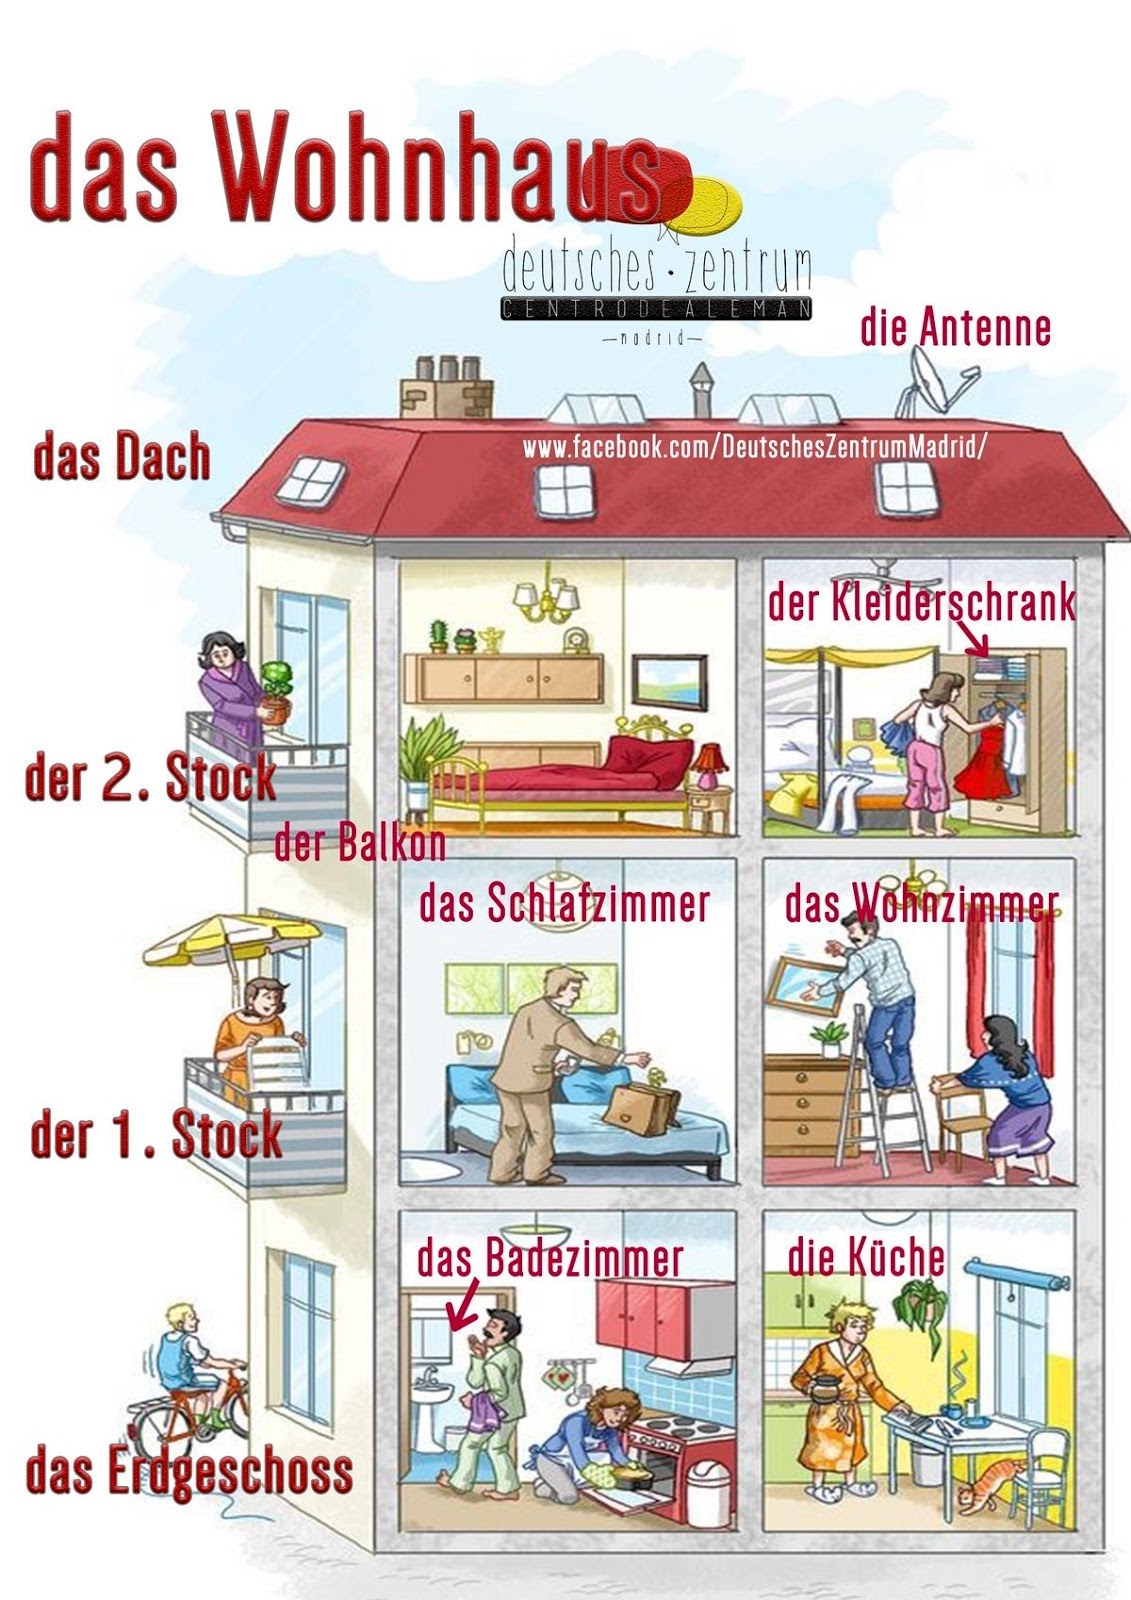 das Wohnhaus
deutsches·zentrum
CENTRODEALEMAN
—madrid—
die Antenne
das Dach
www.facebook.com/DeutschesZentrumMadrid/
der Kleiderschrank
der 2. Stock
der Balkon
das Schlafzimmer
das Wohnzimmer
der 1. Stock
das Badezimmer
die Küche
das Erdgeschoss